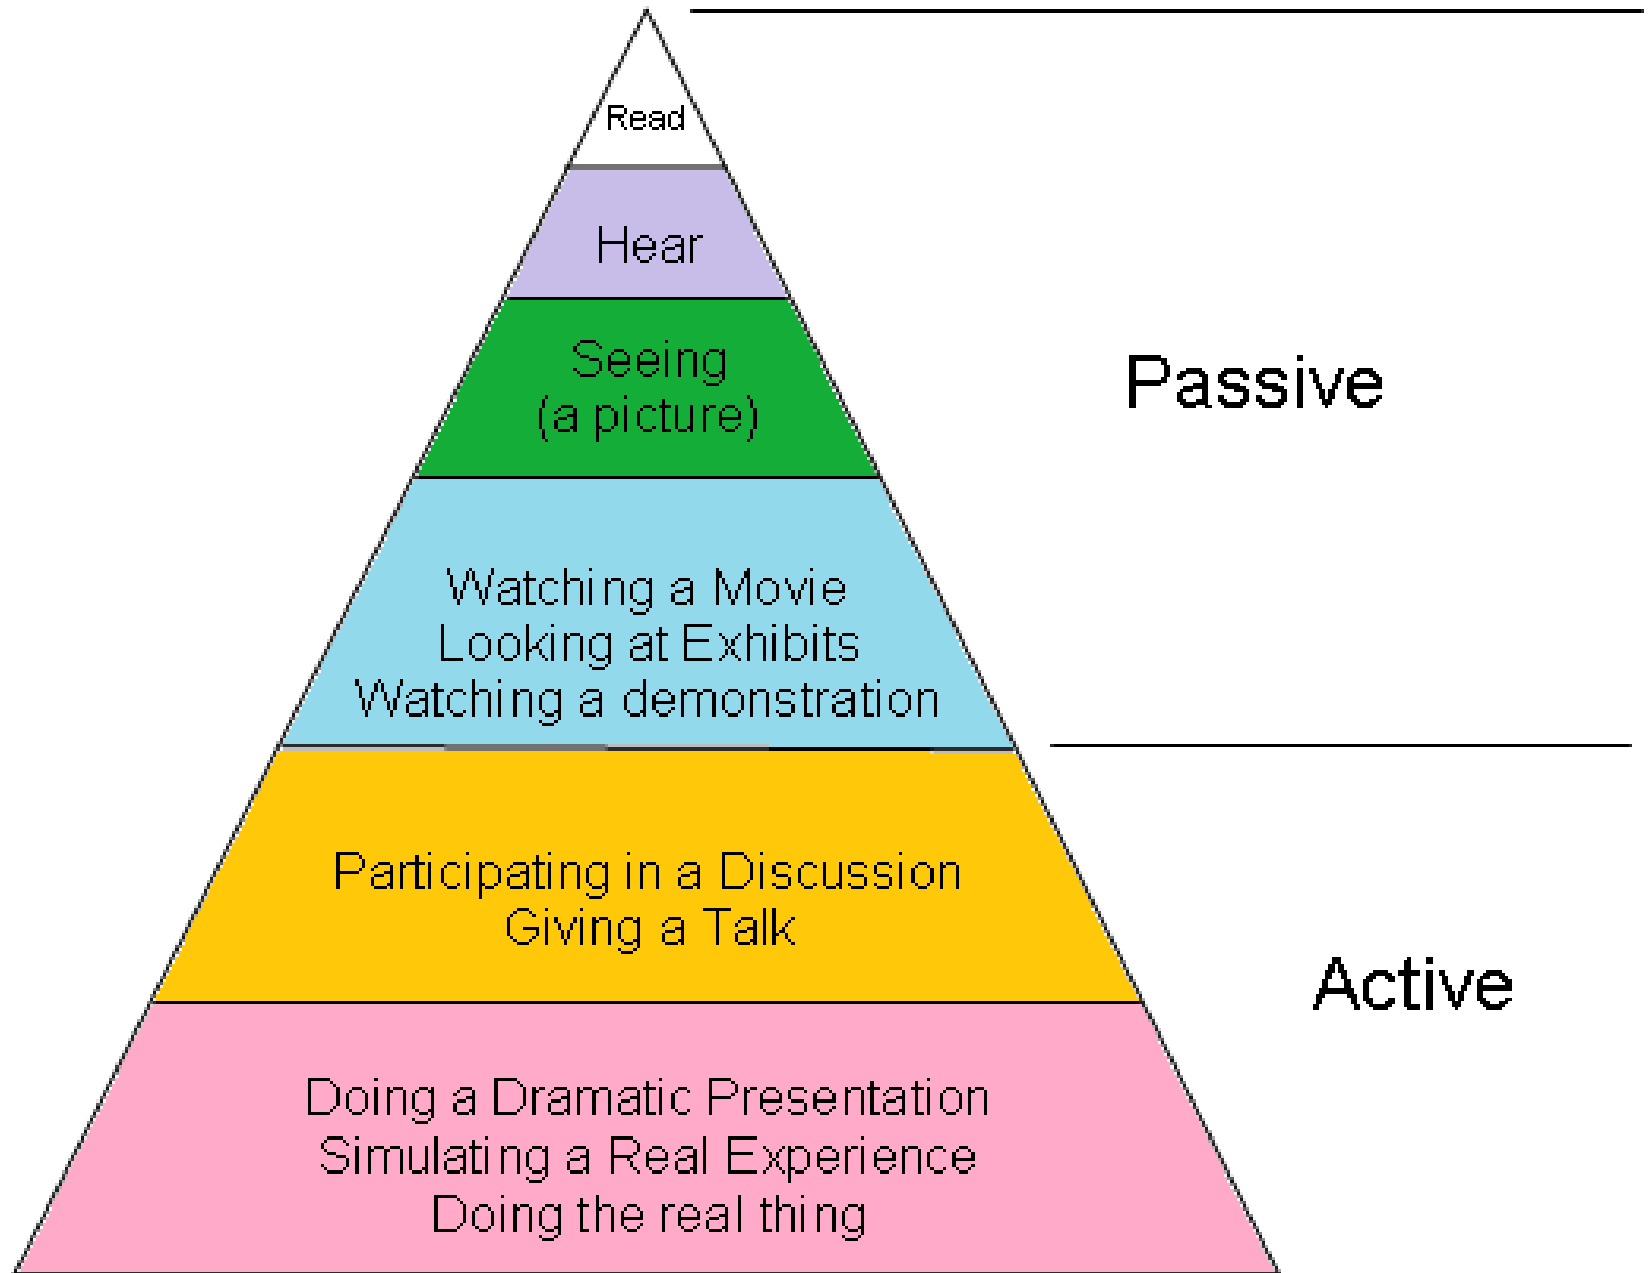 Read
Hear
Seeing
(a picture)
Passive
Watching a Movie
Looking at Exhibits
Watching a demonstration
Participating in a Discussion
Giving a Talk
Active
Doing a Dramatic Presentation
Simulating a Real Experience
Doing the real thing